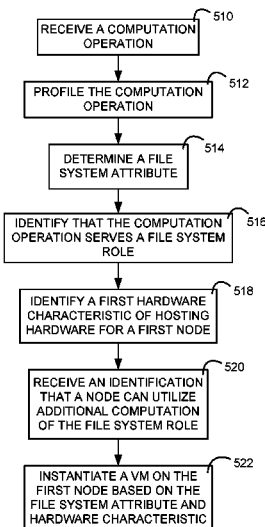 510
RECEIVE A COMPUTATION
OPERATION
512
PROFILE THE COMPUTATION
OPERATION
514
DETERMINE A FILE
SYSTEM ATTRIBUTE
516
IDENTIFY THAT THE COMPUTATION
OPERATION SERVES A FILE SYSTEM
ROLE
518
IDENTIFY A FIRST HARDWARE
CHARACTERISTIC OF HOSTING
HARDWARE FOR A FIRST NODE
520
RECEIVE AN IDENTIFICATION
THAT A NODE CAN UTILIZE
ADDITIONAL COMPUTATION
OF THE FILE SYSTEM ROLE
522
INSTANTIATE A VM ON THE
FIRST NODE BASED ON THE
FILE SYSTEM ATTRIBUTE AND
HARDWARE CHARACTERISTIC